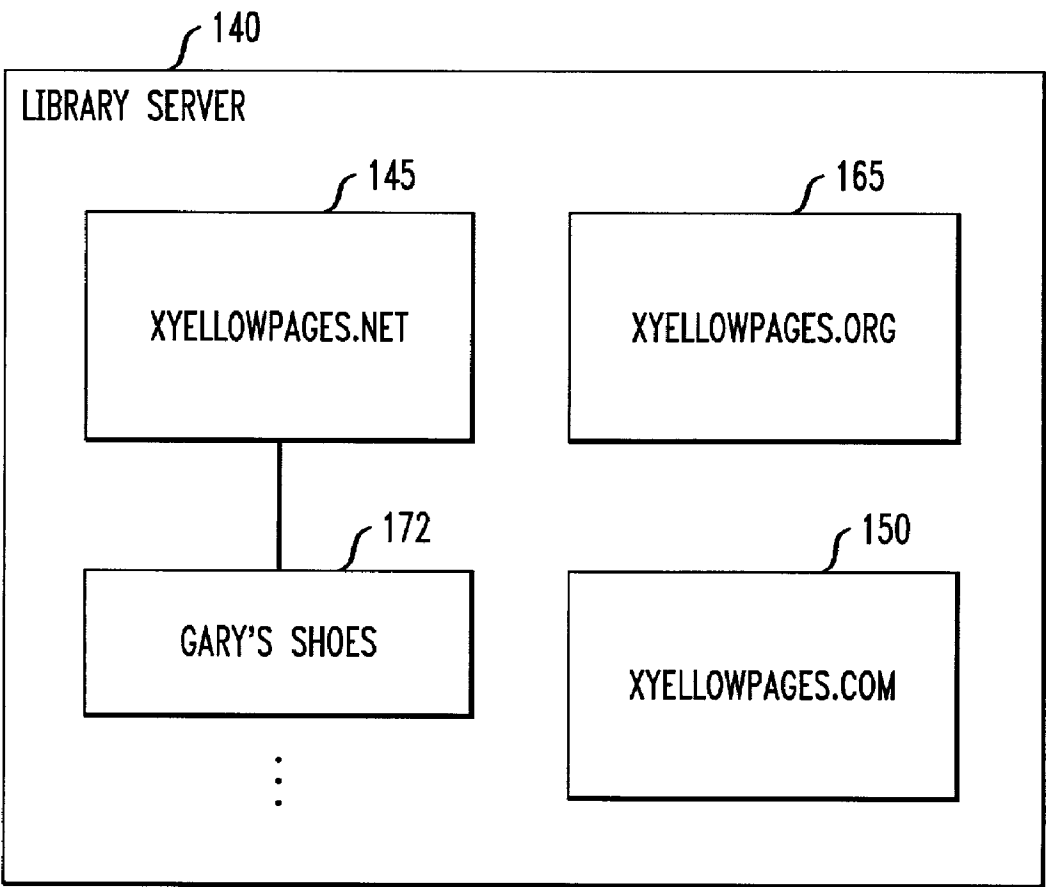 140
LIBRARY SERVER
145
165
XYELLOWPAGES.NET
XYELLOWPAGES.ORG
172
150
GARY'S SHOES
XYELLOWPAGES.COM